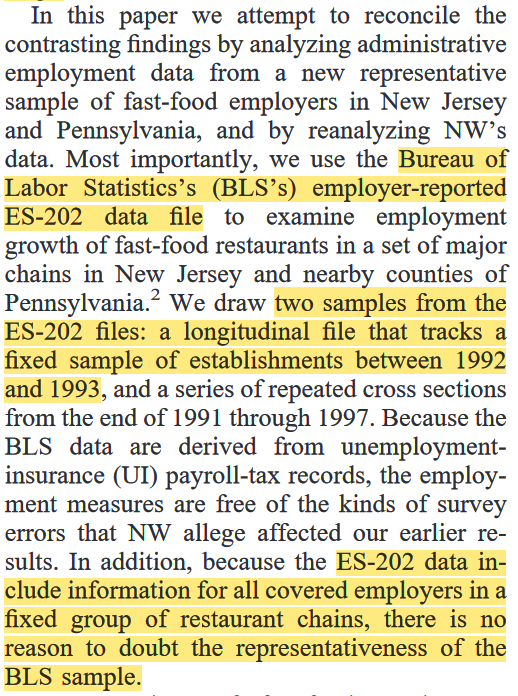 In this paper we attempt to reconcile the
contrasting findings by analyzing administrative
employment data from a new representative
sample of fast-food employers in New Jersey
and Pennsylvania, and by reanalyzing NW's
data. Most importantly, we use the Bureau of
Labor Statistics's (BLS's) employer-reported
ES-202 data file to examine employment
growth of fast-food restaurants in a set of major
chains in New Jersey and nearby counties of
Pennsylvania.² We draw two samples from the
ES-202 files: a longitudinal file that tracks a
fixed sample of establishments between 1992
and 1993, and a series of repeated cross sections
from the end of 1991 through 1997. Because the
BLS data are derived from unemployment-
insurance (UI) payroll-tax records, the employ-
ment measures are free of the kinds of survey
errors that NW allege affected our earlier re-
sults. In addition, because the ES-202 data in-
clude information for all covered employers in a
fixed group of restaurant chains, there is no
reason to doubt the representativeness of the
BLS sample.